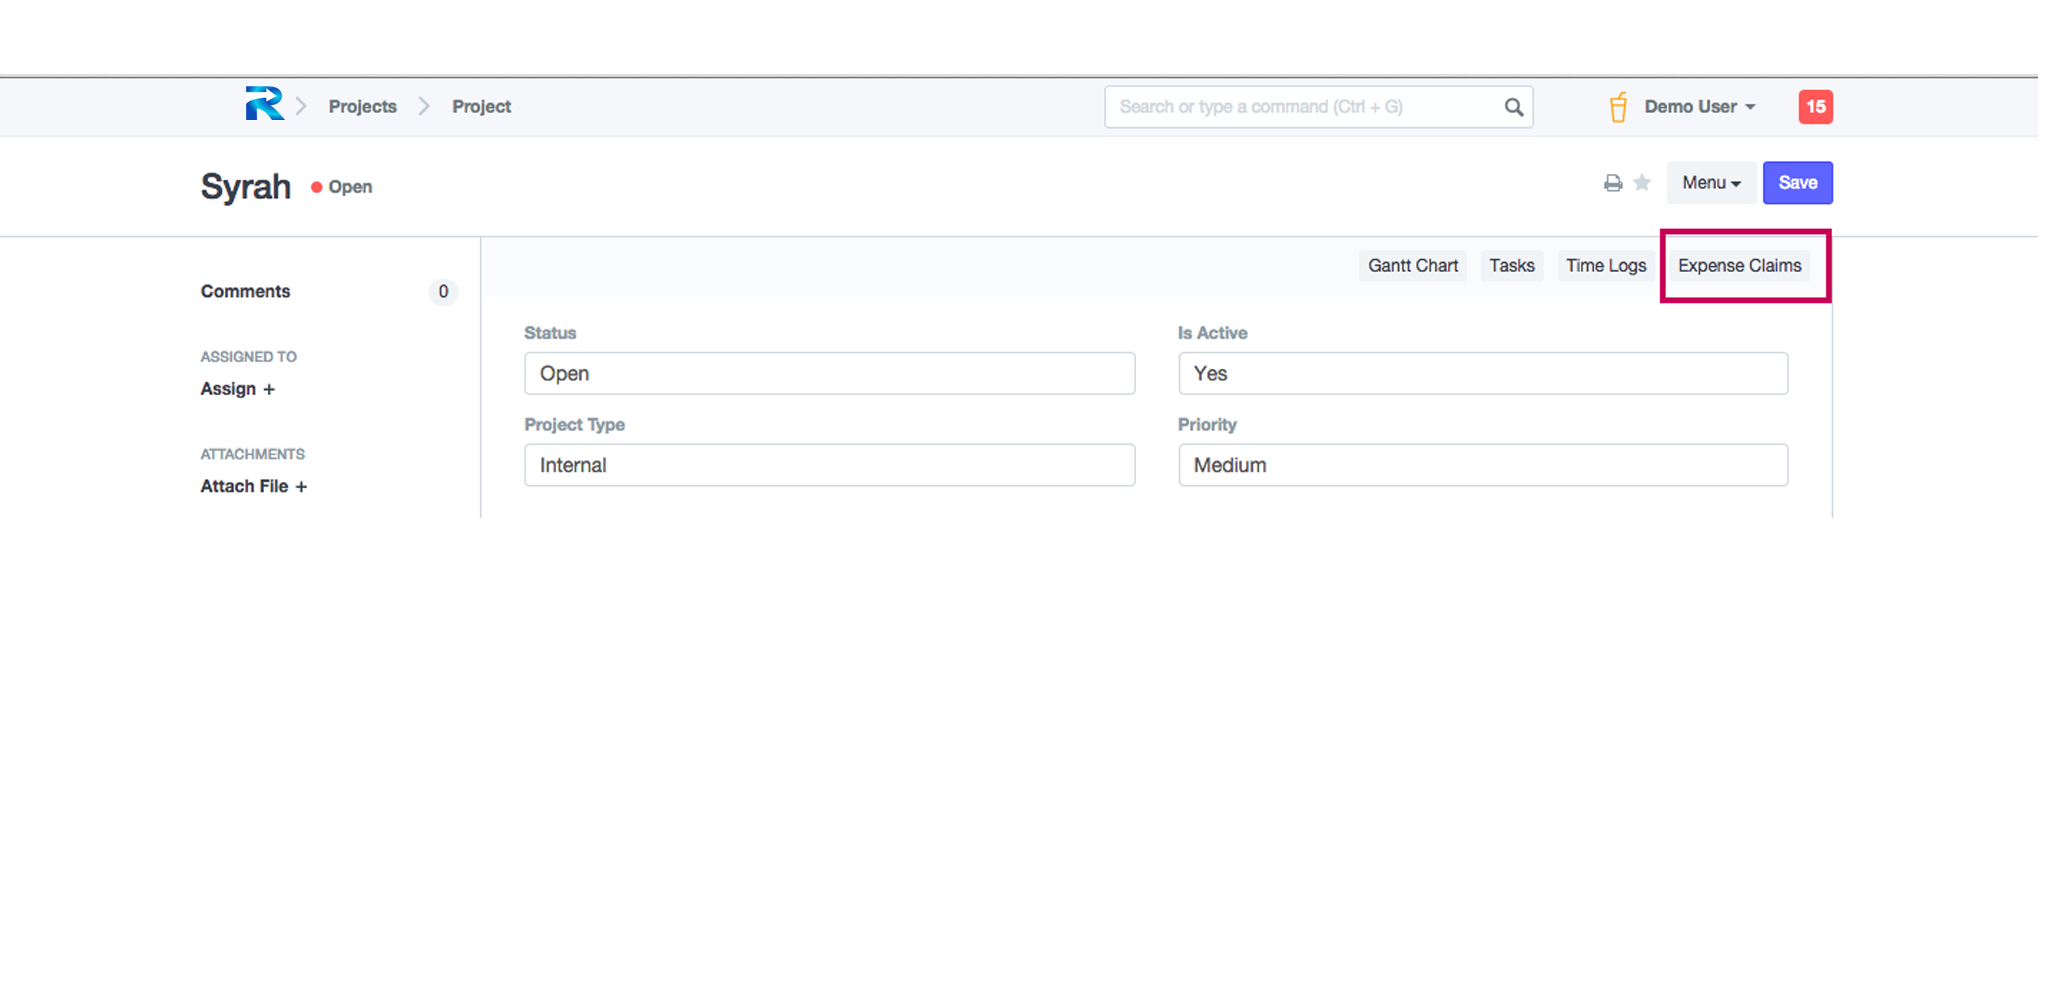 Projects Project Search or type a command (Ctrl + G) Demo User 15
Syrah Open Menu Save
Gantt Chart Tasks Time Logs Expense Claims
Comments 0
Status Is Active
ASSIGNED TO
Open Yes
Assign +
Project Type Priority
ATTACHMENTS
Internal Medium
Attach File +